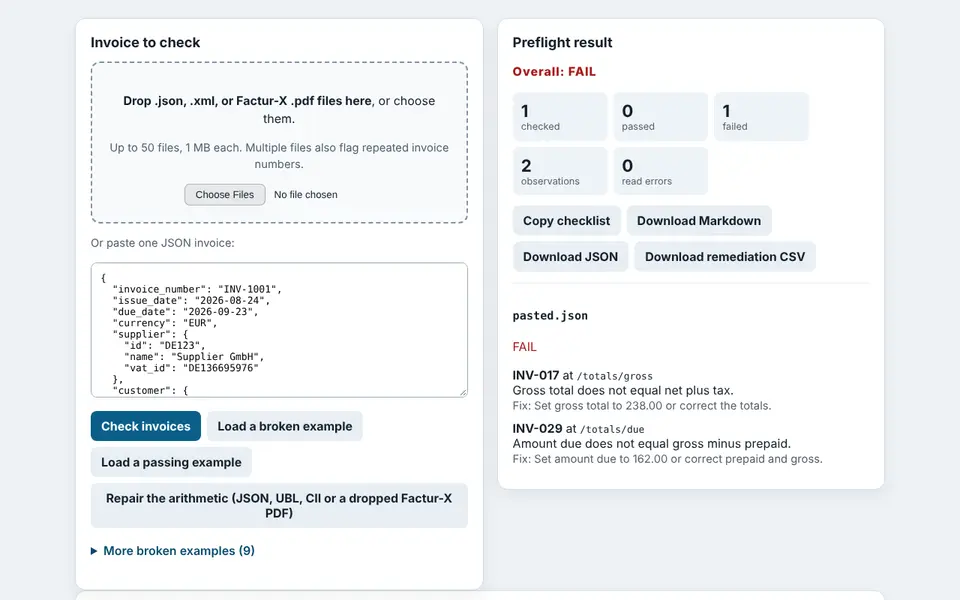 Invoice to check
Drop .json, .xml, or Factur-X .pdf files here, or choose
them.
Up to 50 files, 1 MB each. Multiple files also flag repeated invoice
numbers.
Choose Files No file chosen
Or paste one JSON invoice:
{
"invoice_number": "INV-1001",
"issue_date": "2026-08-24",
"due_date": "2026-09-23",
"currency": "EUR",
"supplier": {
"id": "DE123",
"name": "Supplier GmbH",
"vat_id": "DE136695976"
},
"customer": {
Check invoices
Load a broken example
Load a passing example
Repair the arithmetic (JSON, UBL, CII or a dropped Factur-X
PDF)
▶ More broken examples (9)
Preflight result
Overall: FAIL
1
checked
0
passed
1
failed
2
observations
0
read errors
Copy checklist
Download Markdown
Download JSON
Download remediation CSV
pasted.json
FAIL
INV-017 at /totals/gross
Gross total does not equal net plus tax.
Fix: Set gross total to 238.00 or correct the totals.
INV-029 at /totals/due
Amount due does not equal gross minus prepaid.
Fix: Set amount due to 162.00 or correct prepaid and gross.